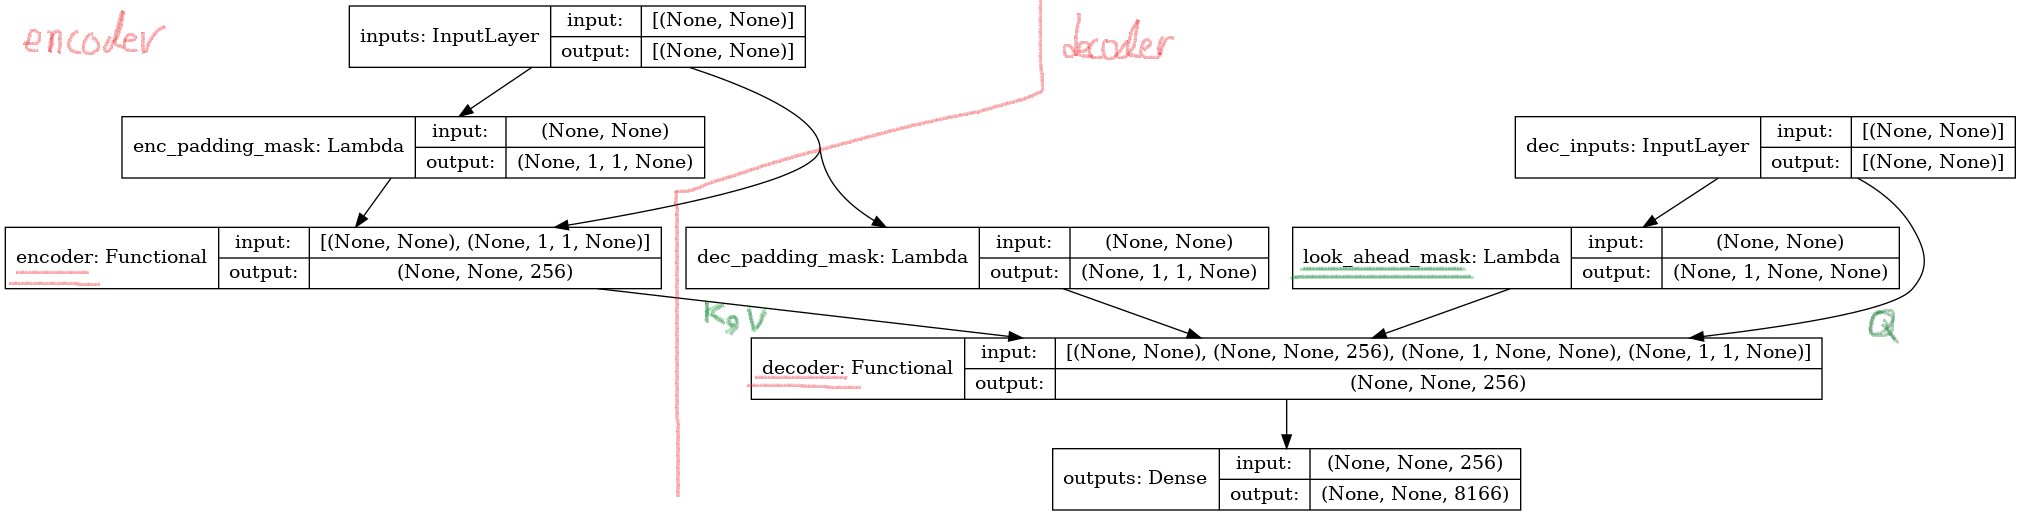 encoder
decoder
inputs: InputLayer
input: [(None, None)]
output: [(None, None)]
enc_padding_mask: Lambda
input: (None, None)
output: (None, 1, 1, None)
dec_inputs: InputLayer
input: [(None, None)]
output: [(None, None)]
encoder: Functional
input: [(None, None), (None, 1, 1, None)]
output: (None, None, 256)
dec_padding_mask: Lambda
input: (None, None)
output: (None, 1, 1, None)
look_ahead_mask: Lambda
input: (None, None)
output: (None, 1, None, None)
K, V
Q
decoder: Functional
input: [(None, None), (None, None, 256), (None, 1, None, None), (None, 1, 1, None)]
output: (None, None, 256)
outputs: Dense
input: (None, None, 256)
output: (None, None, 8166)